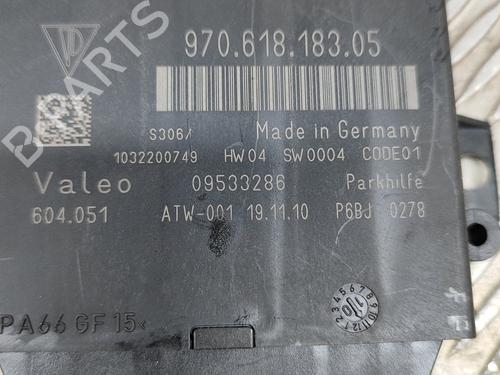 970.618.183.05
S306/ Made in Germany
1032200749 HW04 SW0004 CODE01
Valeo 09533286 Parkhilfe
604.051 ATW-001 19.11.10 P6BJ 0278
PA66 GF15<